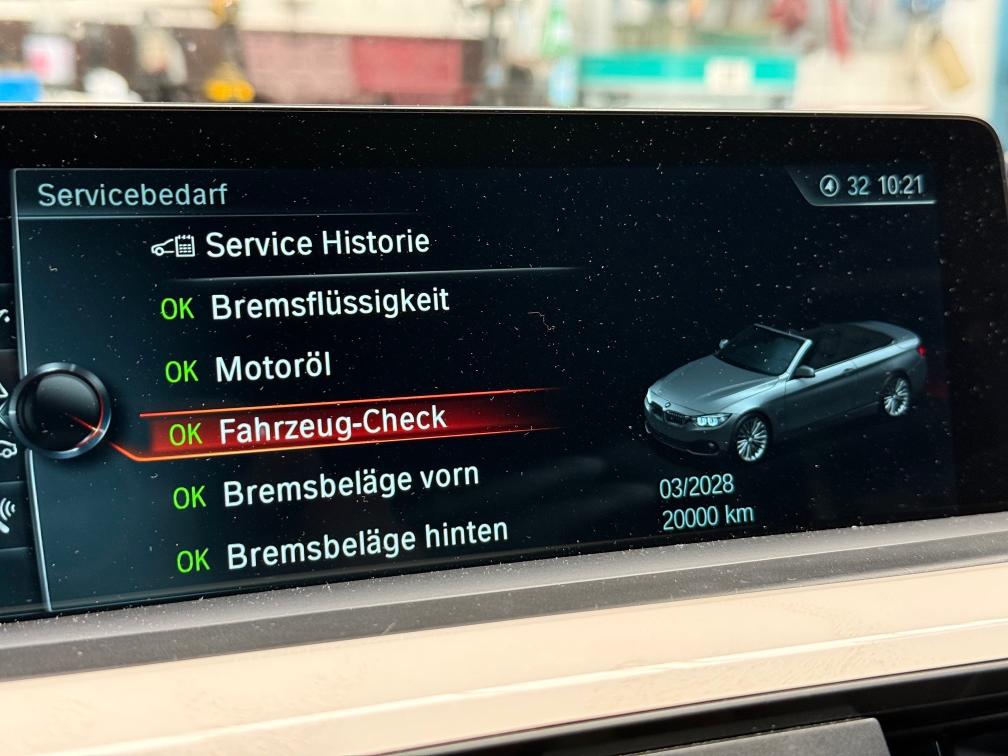 Servicebedarf
32 10:21
Service Historie
OK Bremsflüssigkeit
OK Motoröl
OK Fahrzeug-Check
OK Bremsbeläge vorn
OK Bremsbeläge hinten
03/2028
20000 km